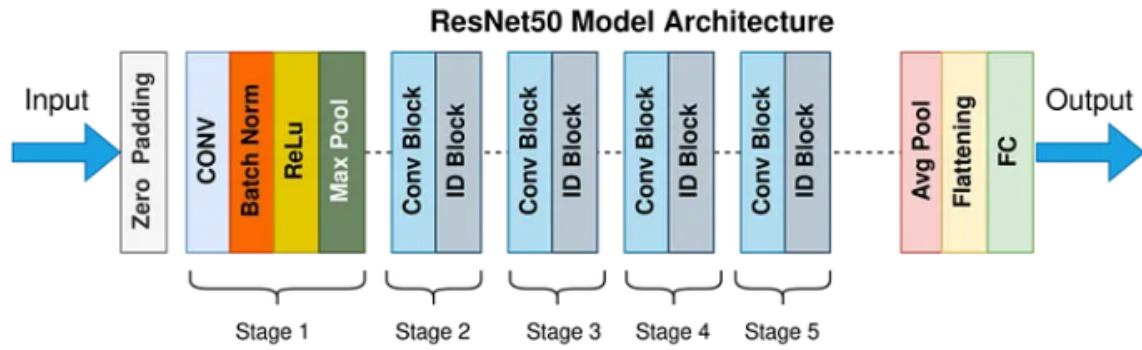 ResNet50 Model Architecture
Input
Zero Padding
CONV
Batch Norm
ReLu
Max Pool
Conv Block
ID Block
Conv Block
ID Block
Conv Block
ID Block
Conv Block
ID Block
Avg Pool
Flattening
FC
Output
Stage 1
Stage 2
Stage 3
Stage 4
Stage 5